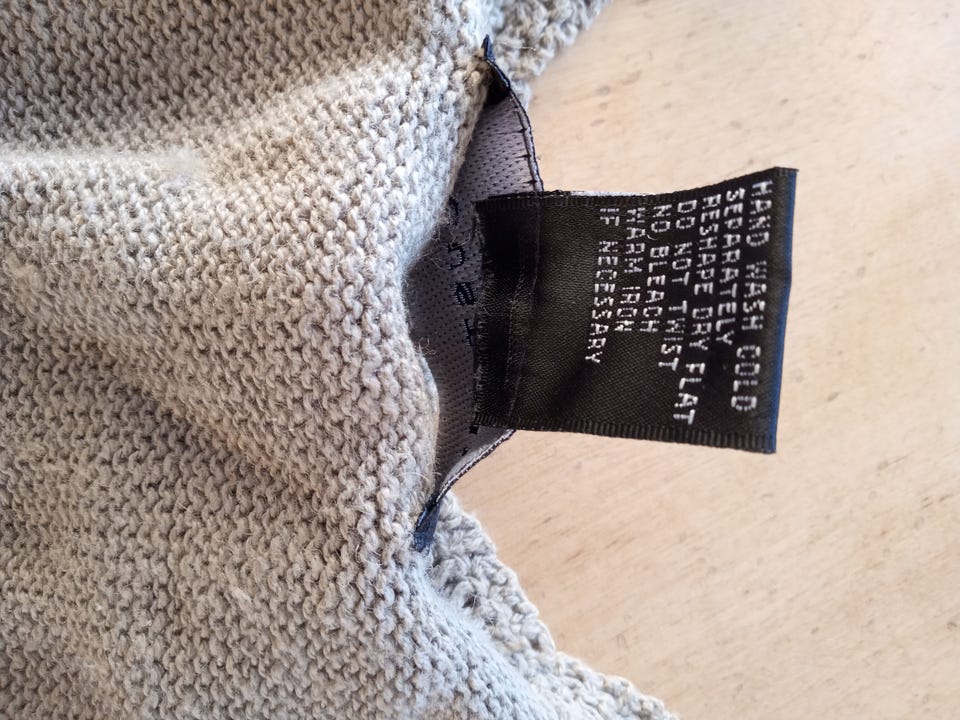 HAND WASH COLD
SEPARATELY
RESHAPE DRY FLAT
DO NOT TWIST
NO BLEACH
WARM IRON
IF NECESSARY